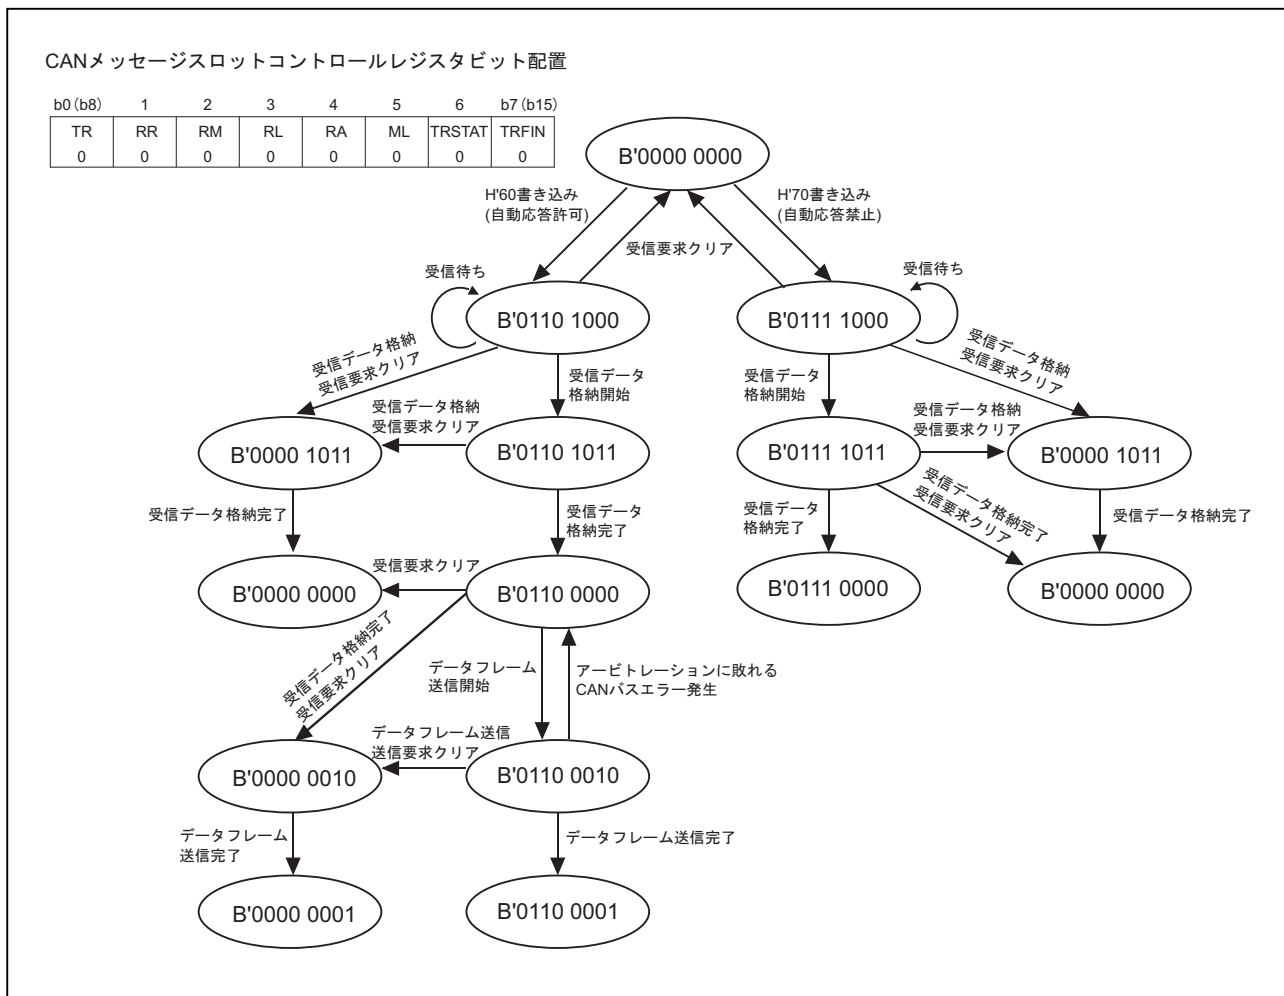 CANメッセージスロットコントロールレジスタビット配置
b0(b8) 1 2 3 4 5 6 b7(b15)
TR RR RM RL RA ML TRSTAT TRFIN
0 0 0 0 0 0 0 0
B'0000 0000
H'60書き込み
(自動応答許可)
H'70書き込み
(自動応答禁止)
受信要求クリア
受信待ち
受信待ち
B'0110 1000
B'0111 1000
受信データ格納
受信要求クリア
受信データ
格納開始
受信データ
格納開始
受信データ格納
受信要求クリア
受信データ格納
受信要求クリア
受信データ格納
受信要求クリア
B'0000 1011
B'0110 1011
B'0111 1011
B'0000 1011
受信データ格納完了
受信データ
格納完了
受信データ
格納完了
受信データ格納完了
受信要求クリア
受信データ格納完了
受信要求クリア
B'0000 0000
B'0110 0000
B'0111 0000
B'0000 0000
受信データ格納完了
受信要求クリア
データフレーム
送信開始
アービトレーションに敗れる
CANバスエラー発生
データフレーム送信
送信要求クリア
B'0000 0010
B'0110 0010
データフレーム
送信完了
データフレーム送信完了
B'0000 0001
B'0110 0001